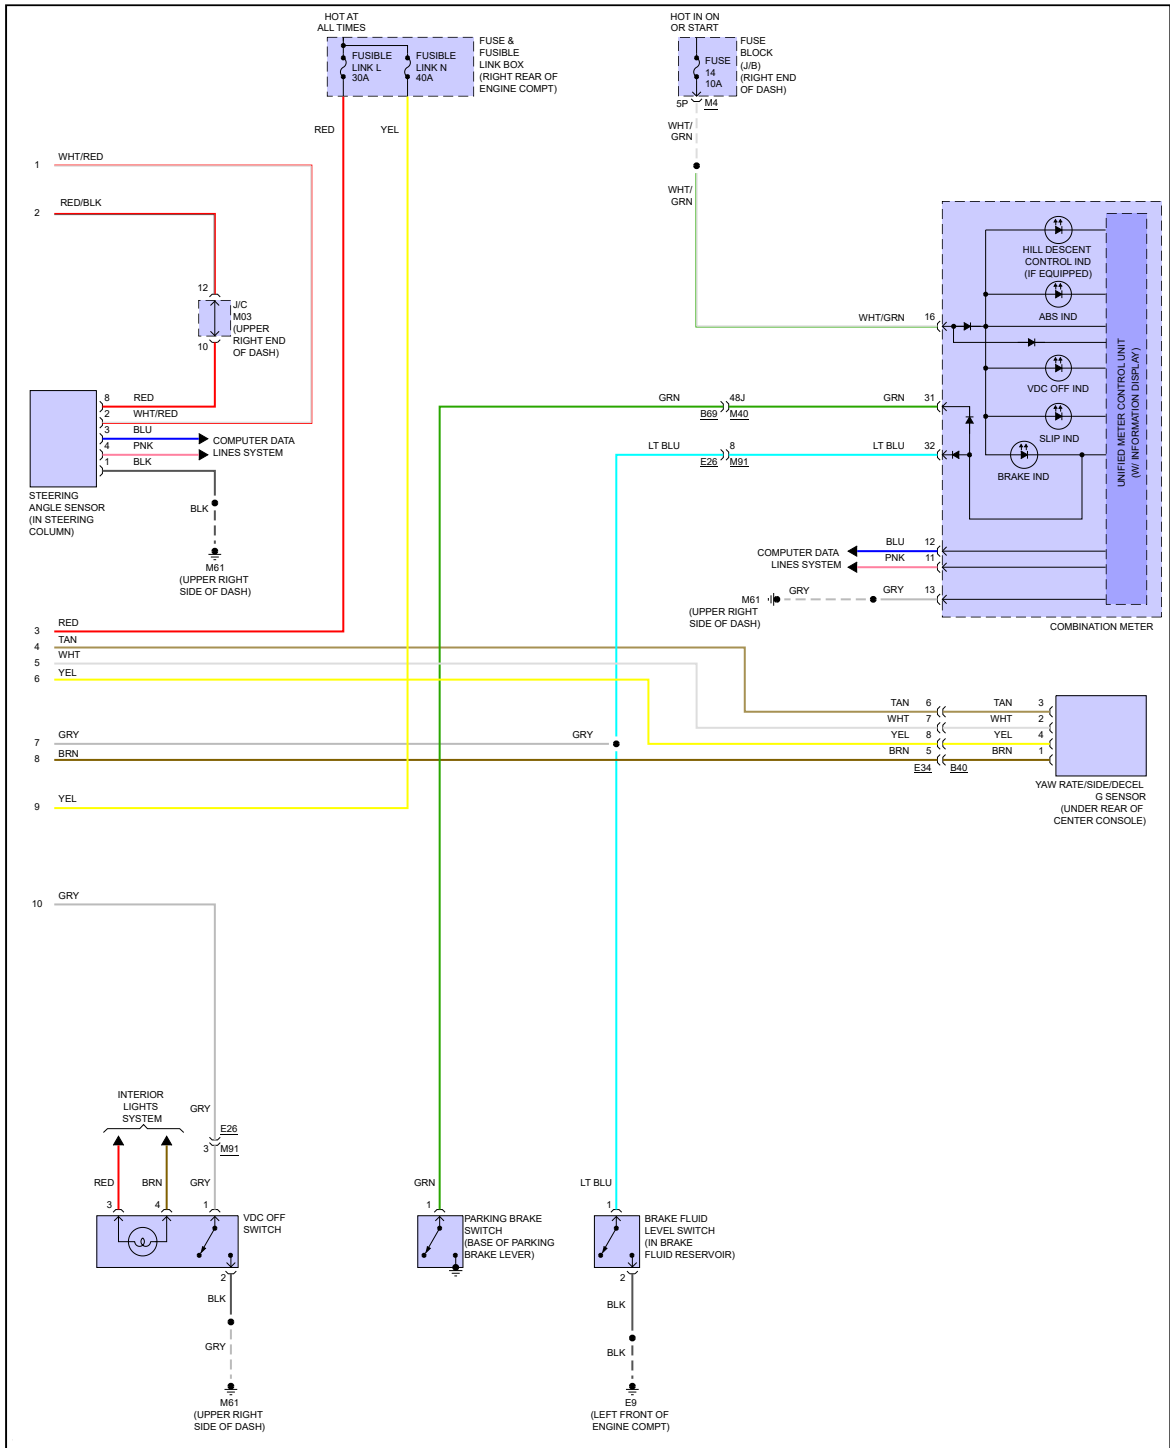 HOT AT
ALL TIMES
FUSIBLE
LINK L
30A
FUSIBLE
LINK N
40A
FUSE &
FUSIBLE
LINK BOX
(RIGHT REAR OF
ENGINE COMPT)
RED
YEL
HOT IN ON
OR START
FUSE
14
10A
FUSE
BLOCK
(J/B)
(RIGHT END
OF DASH)
5P M4
WHT/
GRN
WHT/
GRN
1 WHT/RED
2 RED/BLK
12
J/C
M03
(UPPER
RIGHT END
OF DASH)
10
8 RED
2 WHT/RED
3 BLU
4 PNK
1 BLK
COMPUTER DATA
LINES SYSTEM
STEERING
ANGLE SENSOR
(IN STEERING
COLUMN)
BLK
M61
(UPPER RIGHT
SIDE OF DASH)
HILL DESCENT
CONTROL IND
(IF EQUIPPED)
ABS IND
VDC OFF IND
SLIP IND
BRAKE IND
UNIFIED METER CONTROL UNIT
(W/ INFORMATION DISPLAY)
WHT/GRN 16
GRN 48J GRN 31
B69 M40
LT BLU 8 LT BLU 32
E26 M91
COMPUTER DATA
LINES SYSTEM
BLU 12
PNK 11
M61
(UPPER RIGHT
SIDE OF DASH)
GRY GRY 13
COMBINATION METER
3 RED
4 TAN
5 WHT
6 YEL
7 GRY GRY
8 BRN
9 YEL
TAN 6 TAN 3
WHT 7 WHT 2
YEL 8 YEL 4
BRN 5 BRN 1
E34 B40
YAW RATE/SIDE/DECEL
G SENSOR
(UNDER REAR OF
CENTER CONSOLE)
10 GRY
INTERIOR
LIGHTS
SYSTEM
GRY
E26
3 M91
RED BRN GRY
3 4 1
VDC OFF
SWITCH
2
BLK
GRY
M61
(UPPER RIGHT
SIDE OF DASH)
GRN
1
PARKING BRAKE
SWITCH
(BASE OF PARKING
BRAKE LEVER)
LT BLU
1
BRAKE FLUID
LEVEL SWITCH
(IN BRAKE
FLUID RESERVOIR)
2
BLK
BLK
E9
(LEFT FRONT OF
ENGINE COMPT)